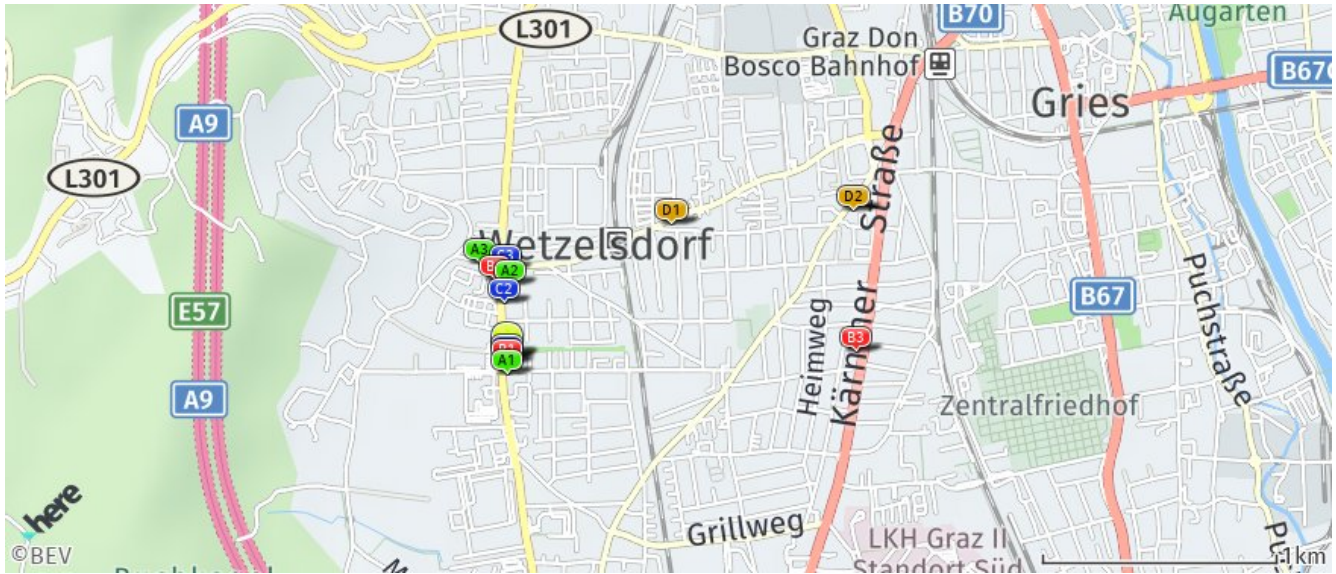 L301
B70
Augarten
Graz Don
Bosco Bahnhof
B67
Gries
A9
L301
Straße
D2
D1
Wetzelsdorf
A3
A2
C2
E57
Puchstraße
B67
Heimweg
Kärntner
B3
A1
A9
Zentralfriedhof
here
Grillweg
LKH Graz II
Standort Süd
©BEV
1km